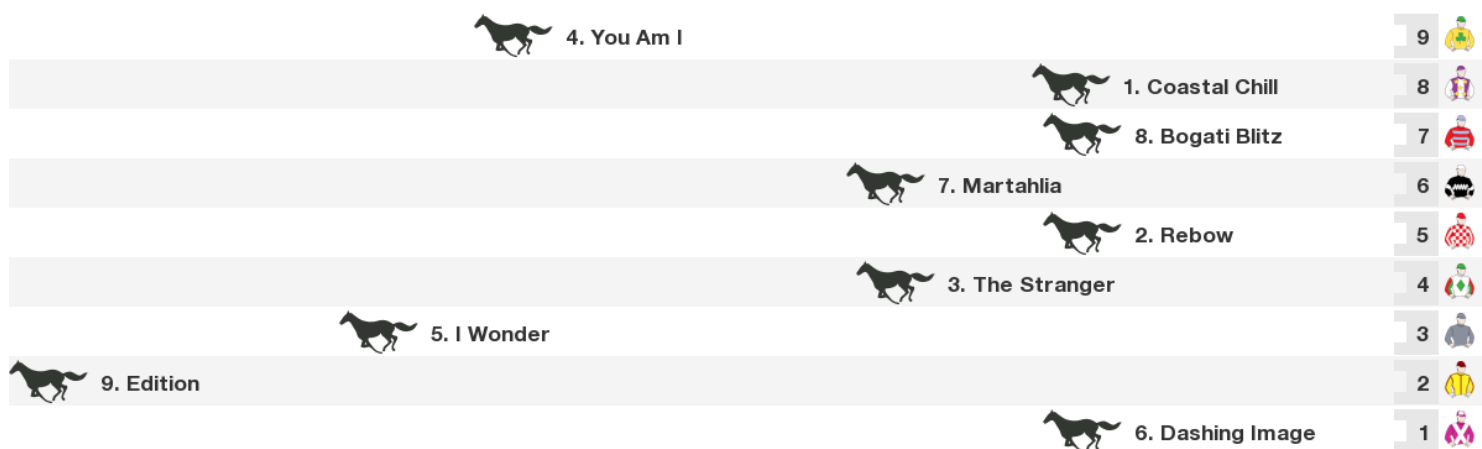 4. You Am I 9
1. Coastal Chill 8
8. Bogati Blitz 7
7. Martahlia 6
2. Rebow 5
3. The Stranger 4
5. I Wonder 3
9. Edition 2
6. Dashing Image 1